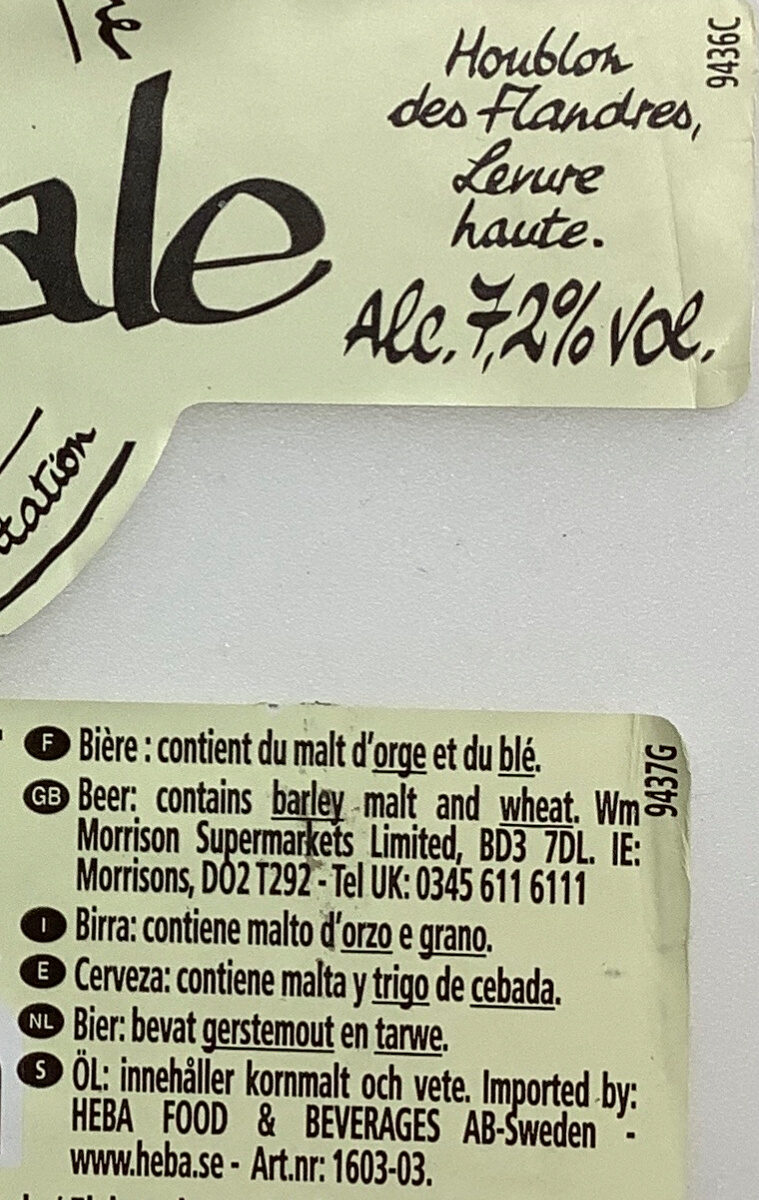 ale
Houblon
des Flandres,
Levure
haute.
Alc. 7,2% vol.
9436C
F Bière : contient du malt d'orge et du blé.
GB Beer: contains barley malt and wheat. Wm
Morrison Supermarkets Limited, BD3 7DL. IE:
Morrisons, D02 T292 - Tel UK: 0345 611 6111
I Birra: contiene malto d'orzo e grano.
E Cerveza: contiene malta y trigo de cebada.
NL Bier: bevat gerstemout en tarwe.
S ÖL: innehåller kornmalt och vete. Imported by:
HEBA FOOD & BEVERAGES AB-Sweden -
www.heba.se - Art.nr: 1603-03.
9437G